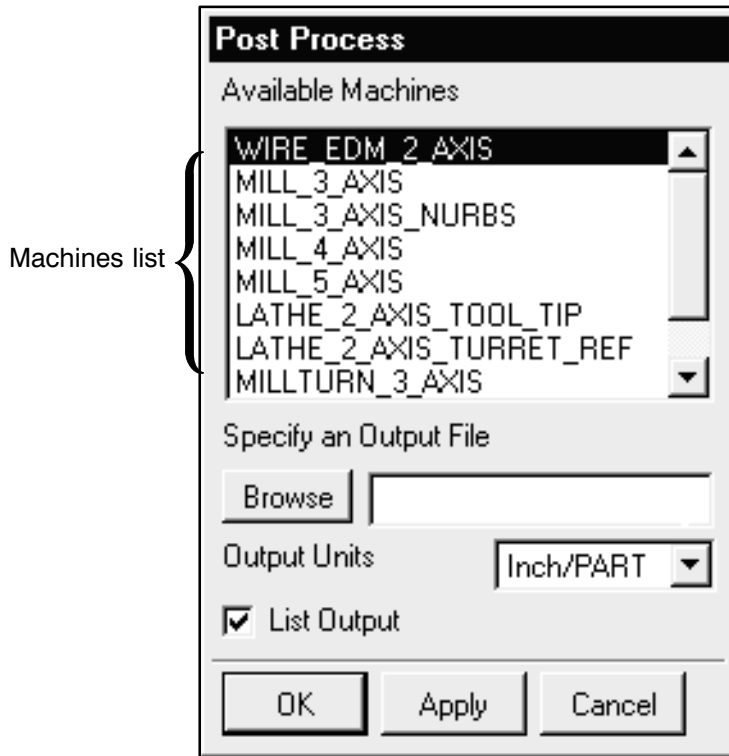 Post Process
Available Machines
WIRE_EDM_2_AXIS
MILL_3_AXIS
MILL_3_AXIS_NURBS
MILL_4_AXIS
MILL_5_AXIS
LATHE_2_AXIS_TOOL_TIP
LATHE_2_AXIS_TURRET_REF
MILLTURN_3_AXIS
Machines list
Specify an Output File
Browse
Output Units Inch/PART
List Output
OK Apply Cancel